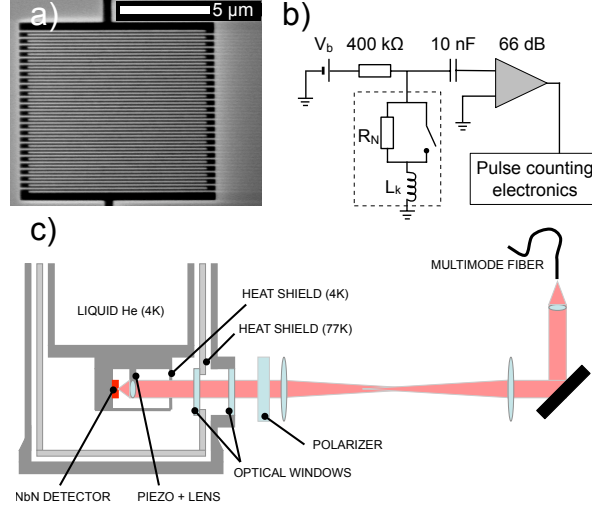 a)
5 µm
b)
V_b 400 kΩ 10 nF 66 dB
R_N
L_k
Pulse counting
electronics
c)
MULTIMODE FIBER
LIQUID He (4K)
HEAT SHIELD (4K)
HEAT SHIELD (77K)
POLARIZER
OPTICAL WINDOWS
NbN DETECTOR
PIEZO + LENS